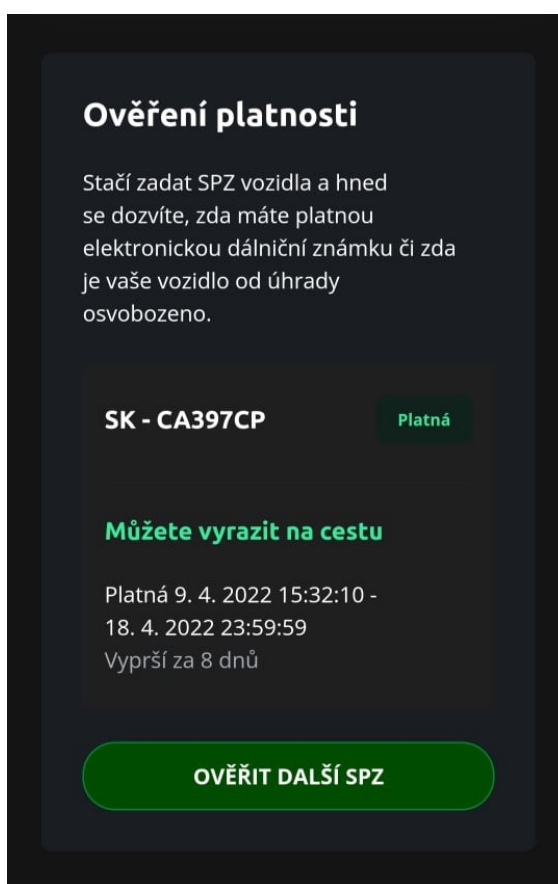 Ověření platnosti
Stačí zadat SPZ vozidla a hned
se dozvíte, zda máte platnou
elektronickou dálniční známku či zda
je vaše vozidlo od úhrady
osvobozeno.
SK - CA397CP
Platná
Můžete vyrazit na cestu
Platná 9. 4. 2022 15:32:10 -
18. 4. 2022 23:59:59
Vyprší za 8 dnů
OVĚŘIT DALŠÍ SPZ